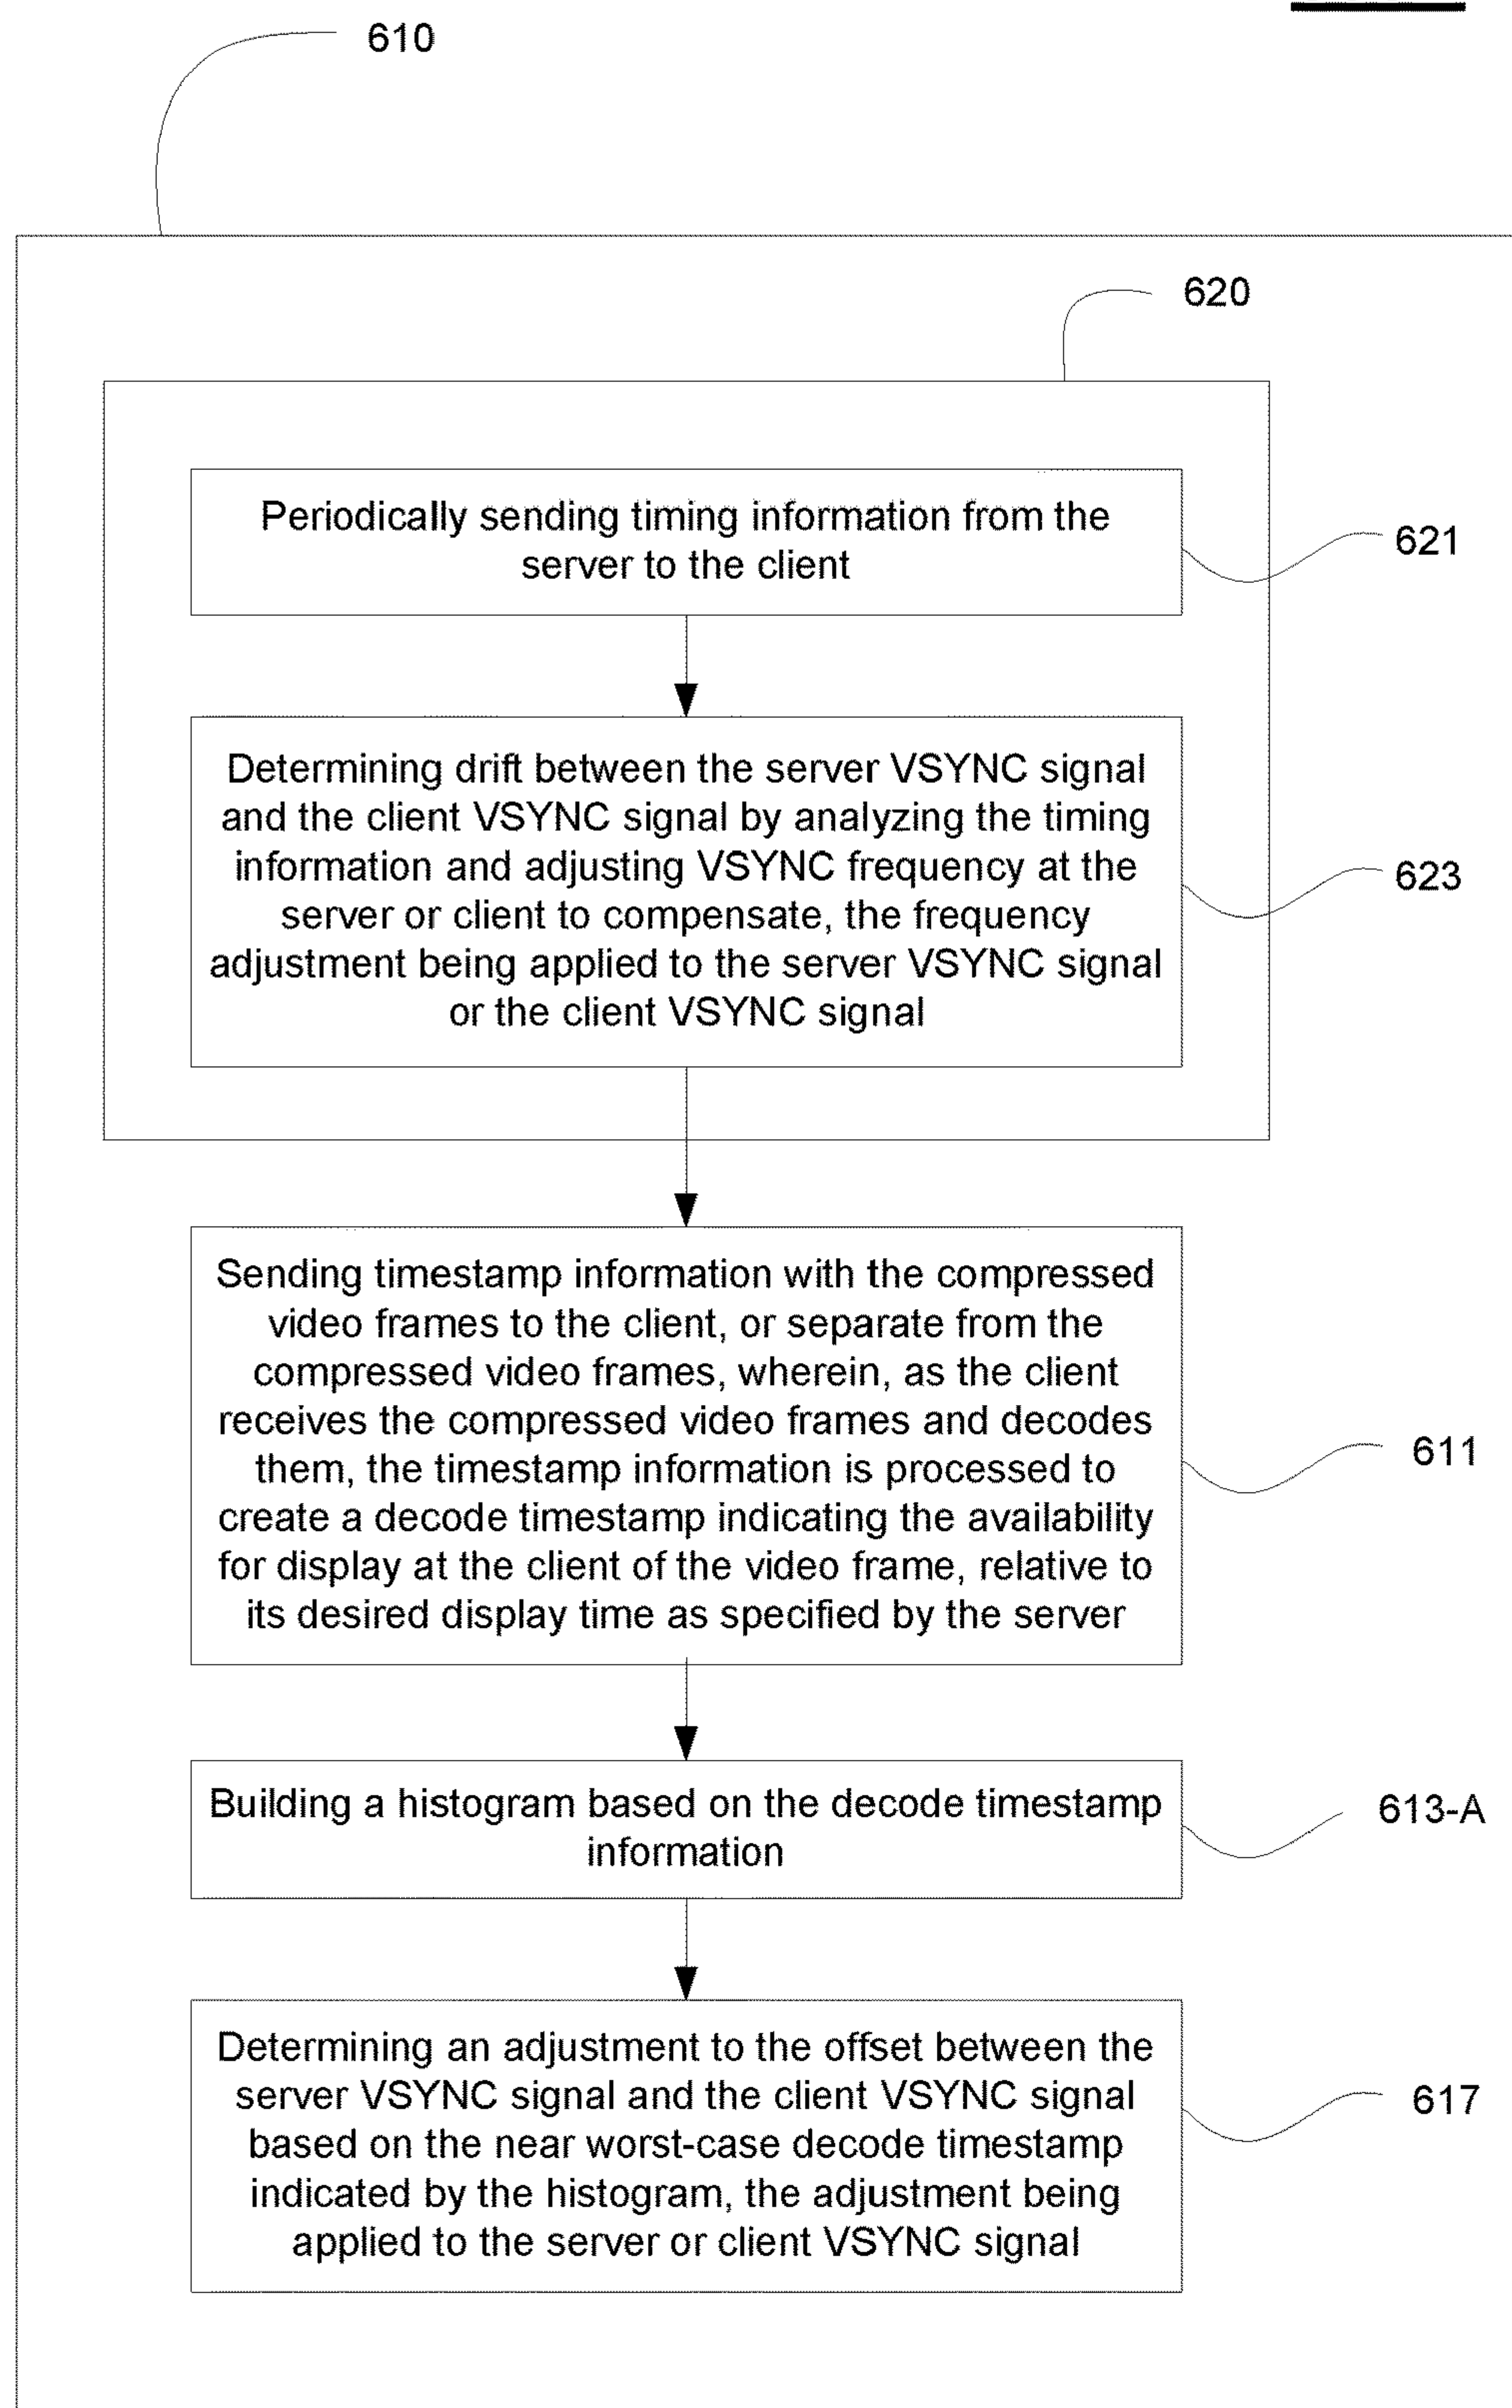 610
620
Periodically sending timing information from the
server to the client
621
Determining drift between the server VSYNC signal
and the client VSYNC signal by analyzing the timing
information and adjusting VSYNC frequency at the
server or client to compensate, the frequency
adjustment being applied to the server VSYNC signal
or the client VSYNC signal
623
Sending timestamp information with the compressed
video frames to the client, or separate from the
compressed video frames, wherein, as the client
receives the compressed video frames and decodes
them, the timestamp information is processed to
create a decode timestamp indicating the availability
for display at the client of the video frame, relative to
its desired display time as specified by the server
611
Building a histogram based on the decode timestamp
information
613-A
Determining an adjustment to the offset between the
server VSYNC signal and the client VSYNC signal
based on the near worst-case decode timestamp
indicated by the histogram, the adjustment being
applied to the server or client VSYNC signal
617